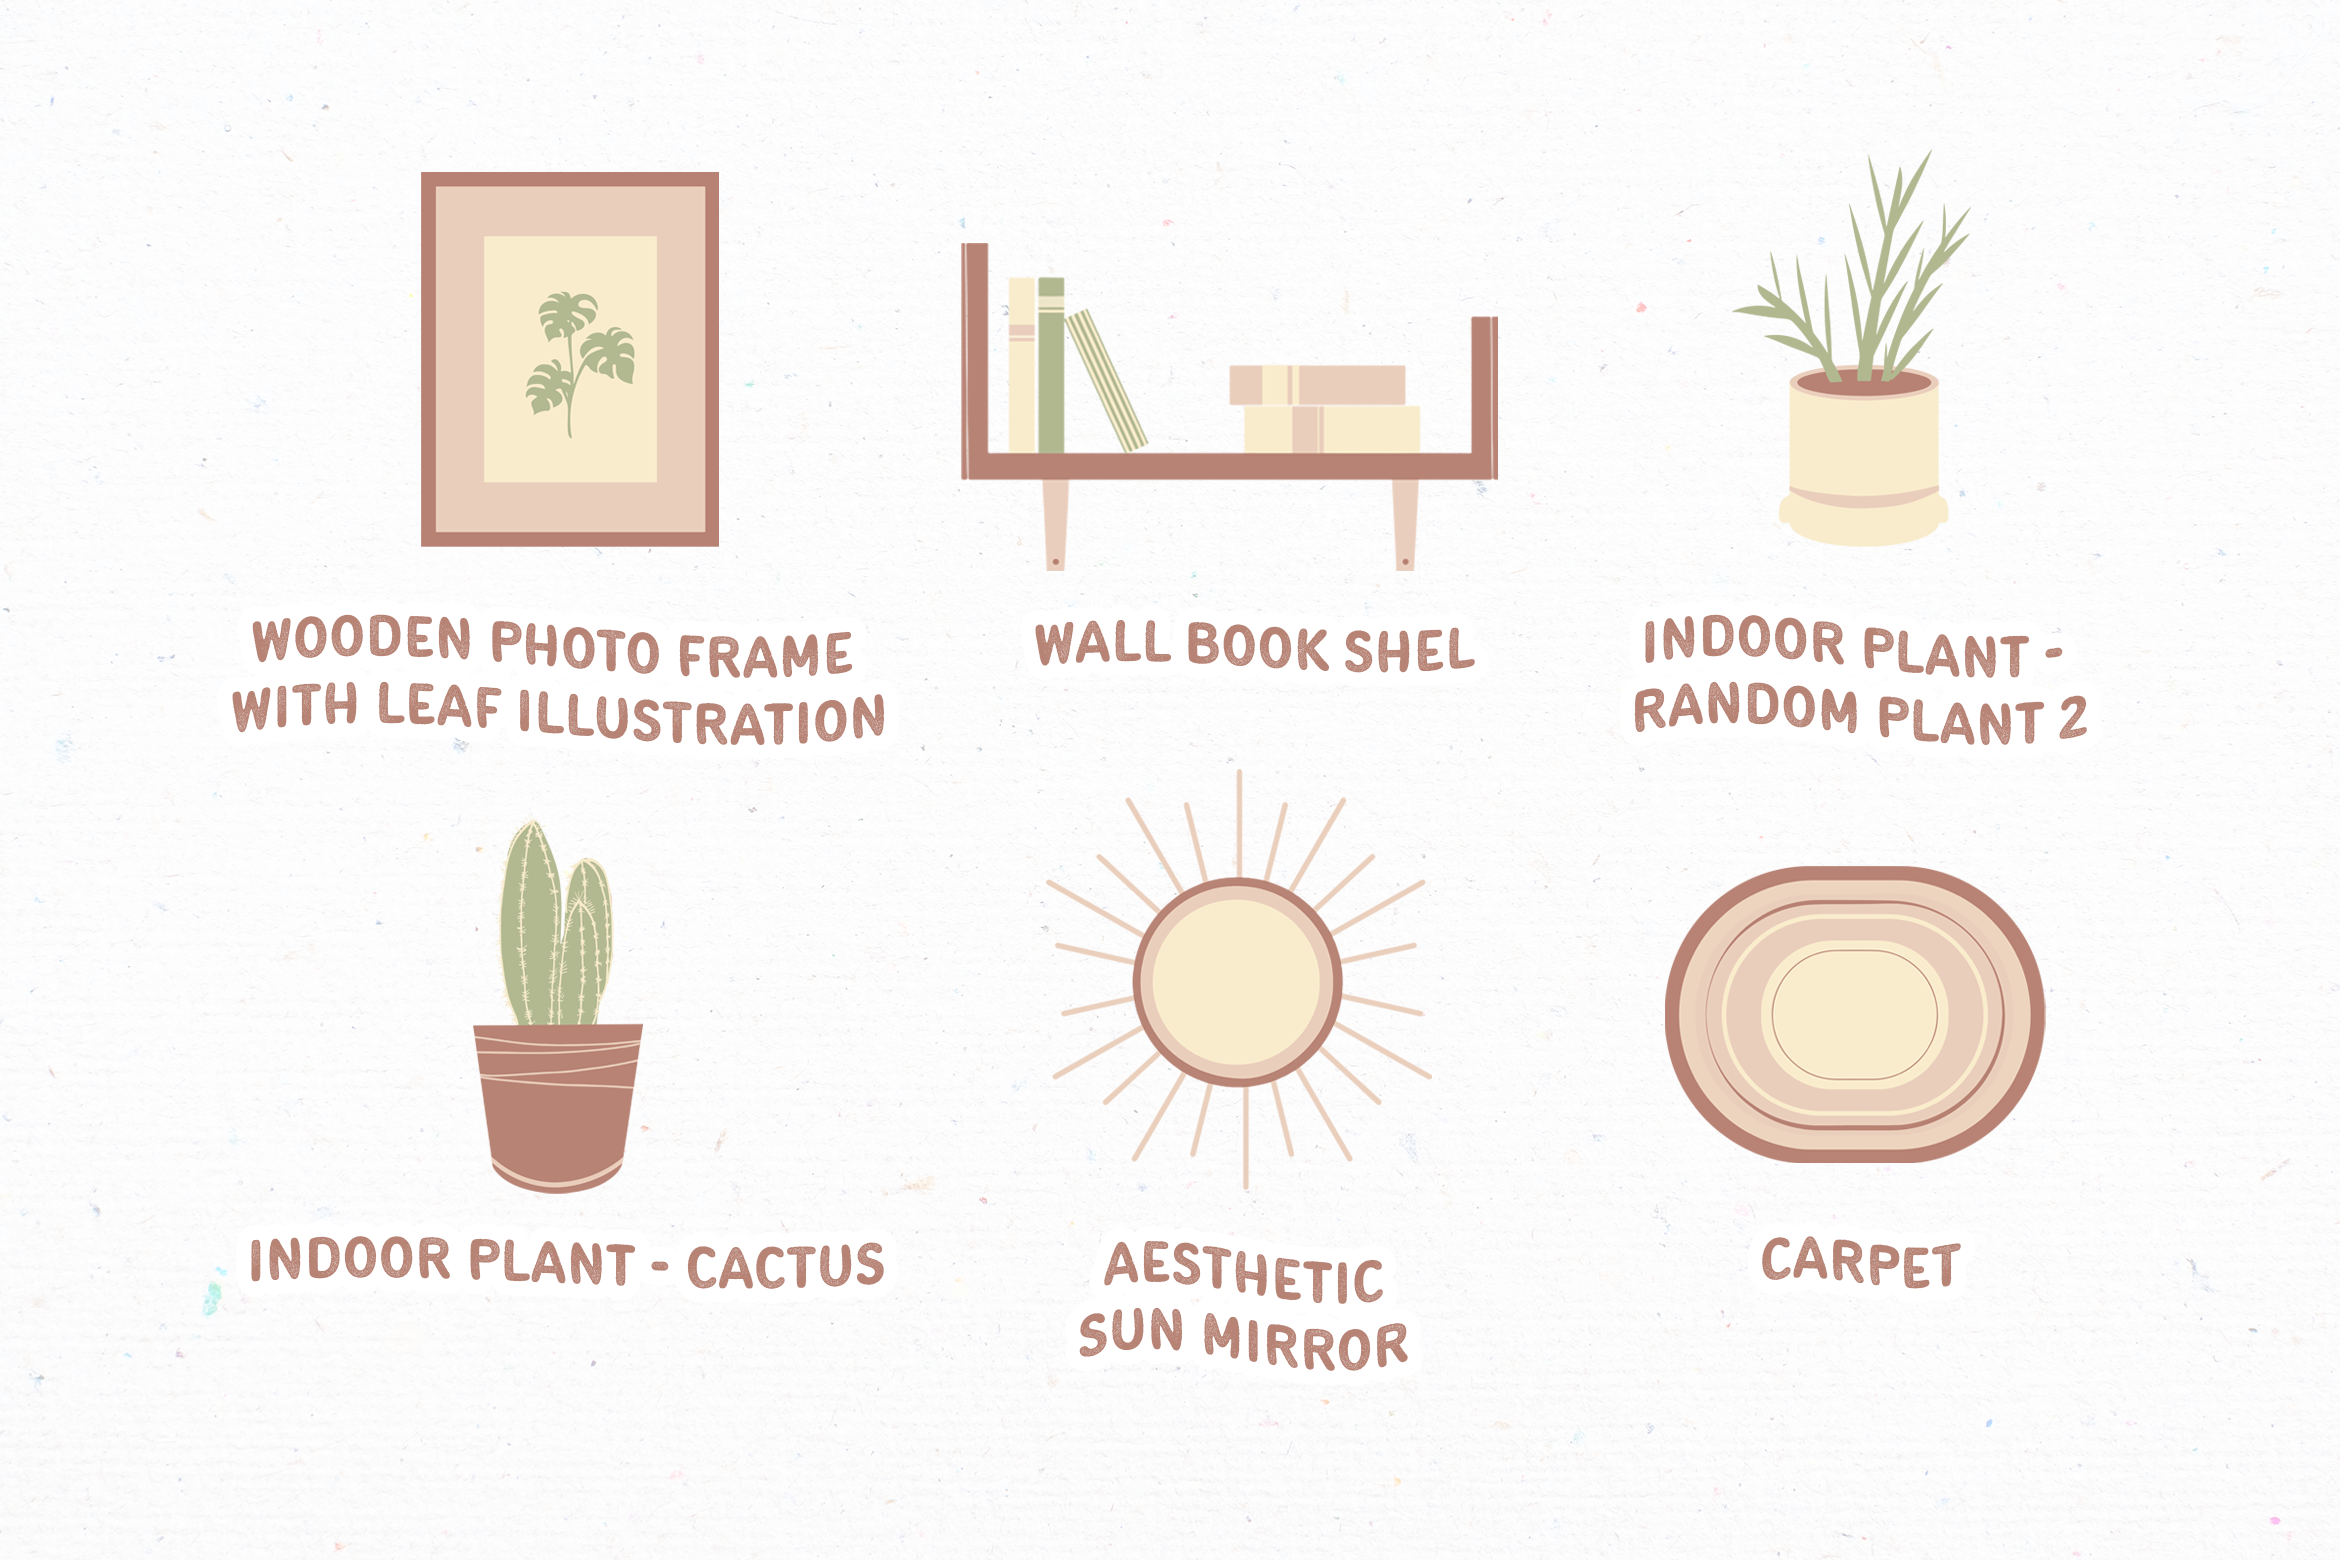 WOODEN PHOTO FRAME
WITH LEAF ILLUSTRATION
WALL BOOK SHEL
INDOOR PLANT -
RANDOM PLANT 2
INDOOR PLANT - CACTUS
AESTHETIC
SUN MIRROR
CARPET